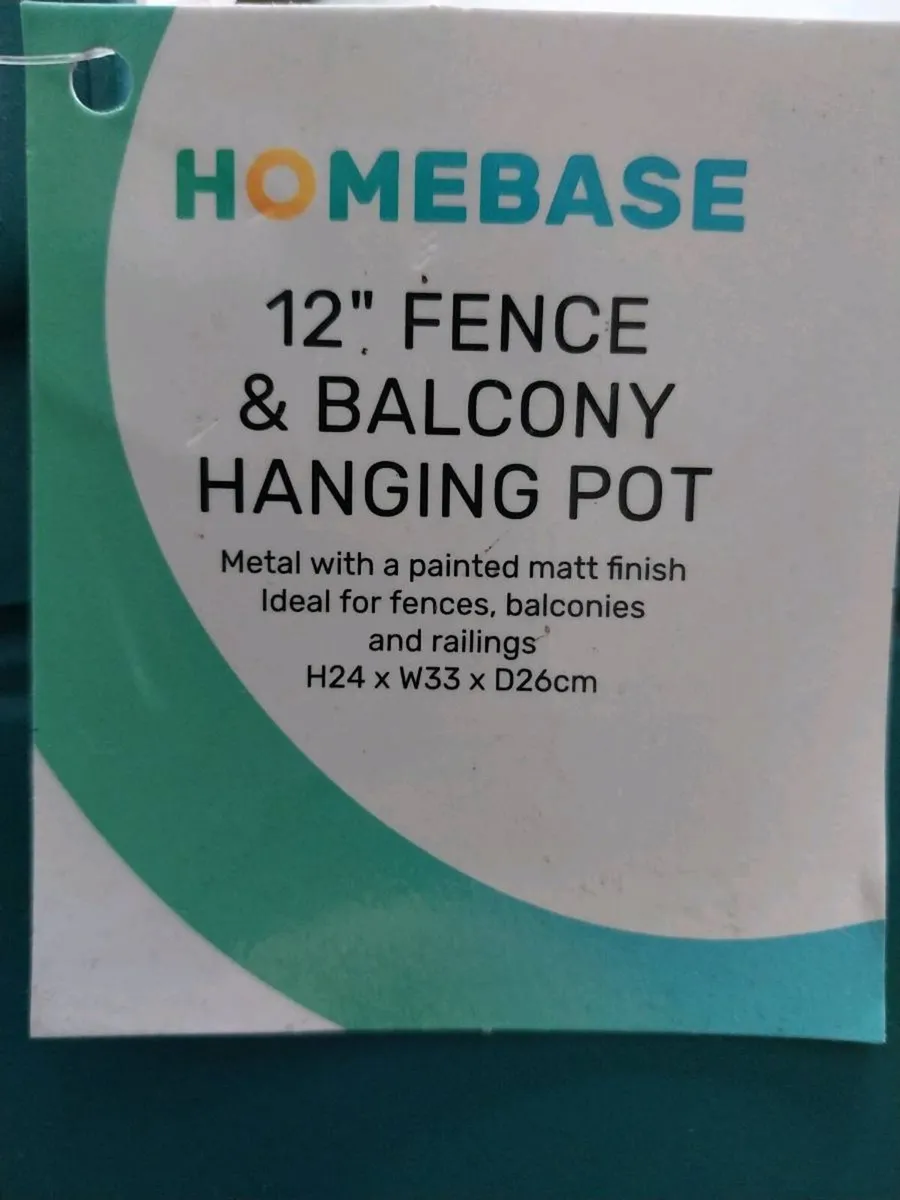 HOMEBASE
12" FENCE
& BALCONY
HANGING POT
Metal with a painted matt finish
Ideal for fences, balconies
and railings
H24 x W33 x D26cm